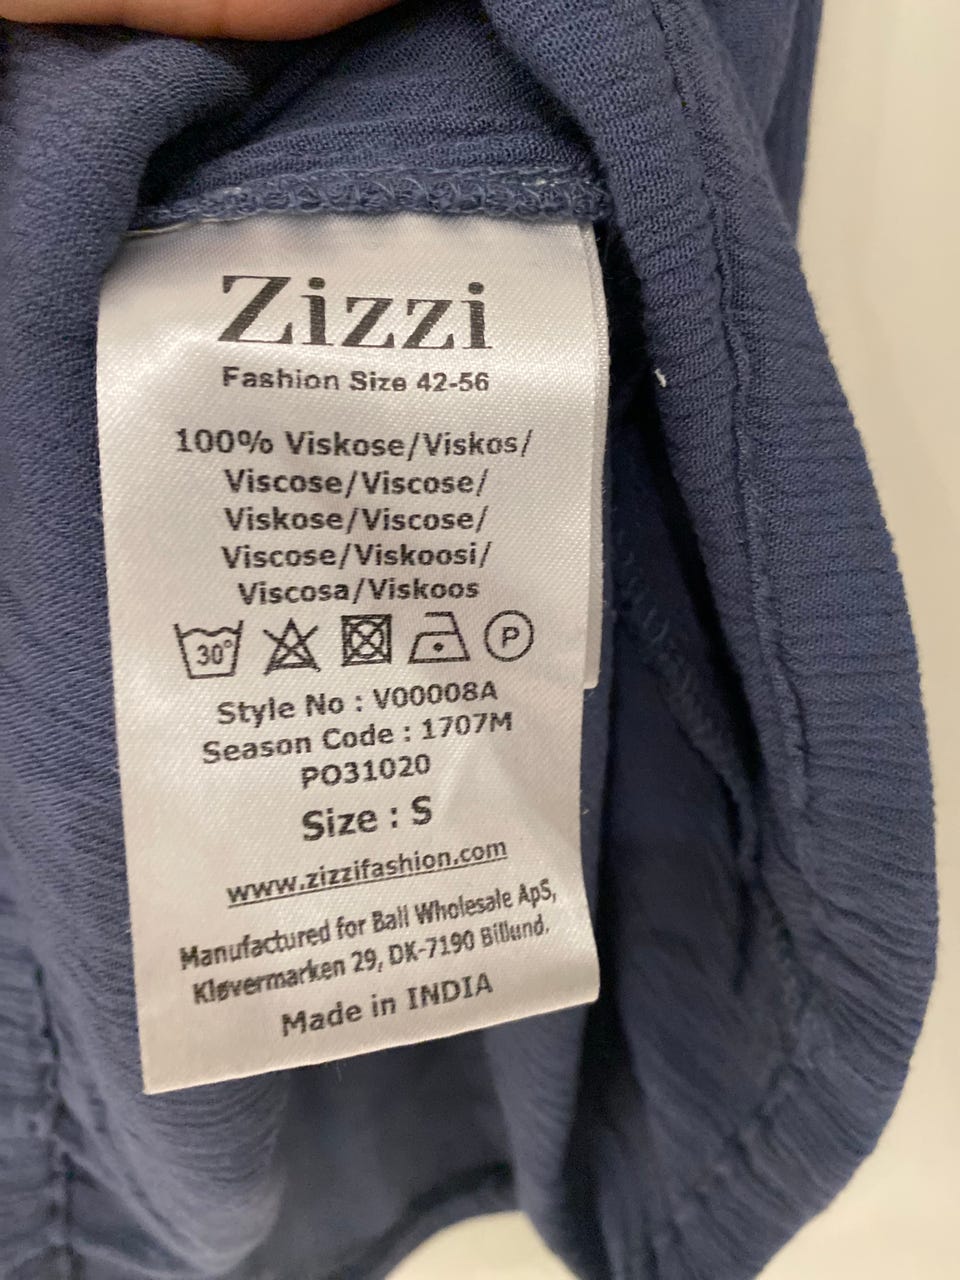 Zizzi
Fashion Size 42-56
100% Viskose/Viskos/
Viscose/Viscose/
Viskose/Viscose/
Viscose/Viskoosi/
Viscosa/Viskoos
30° P
Style No : V00008A
Season Code : 1707M
PO31020
Size : S
www.zizzifashion.com
Manufactured for Ball Wholesale ApS,
Kløvermarken 29, DK-7190 Billund.
Made in INDIA